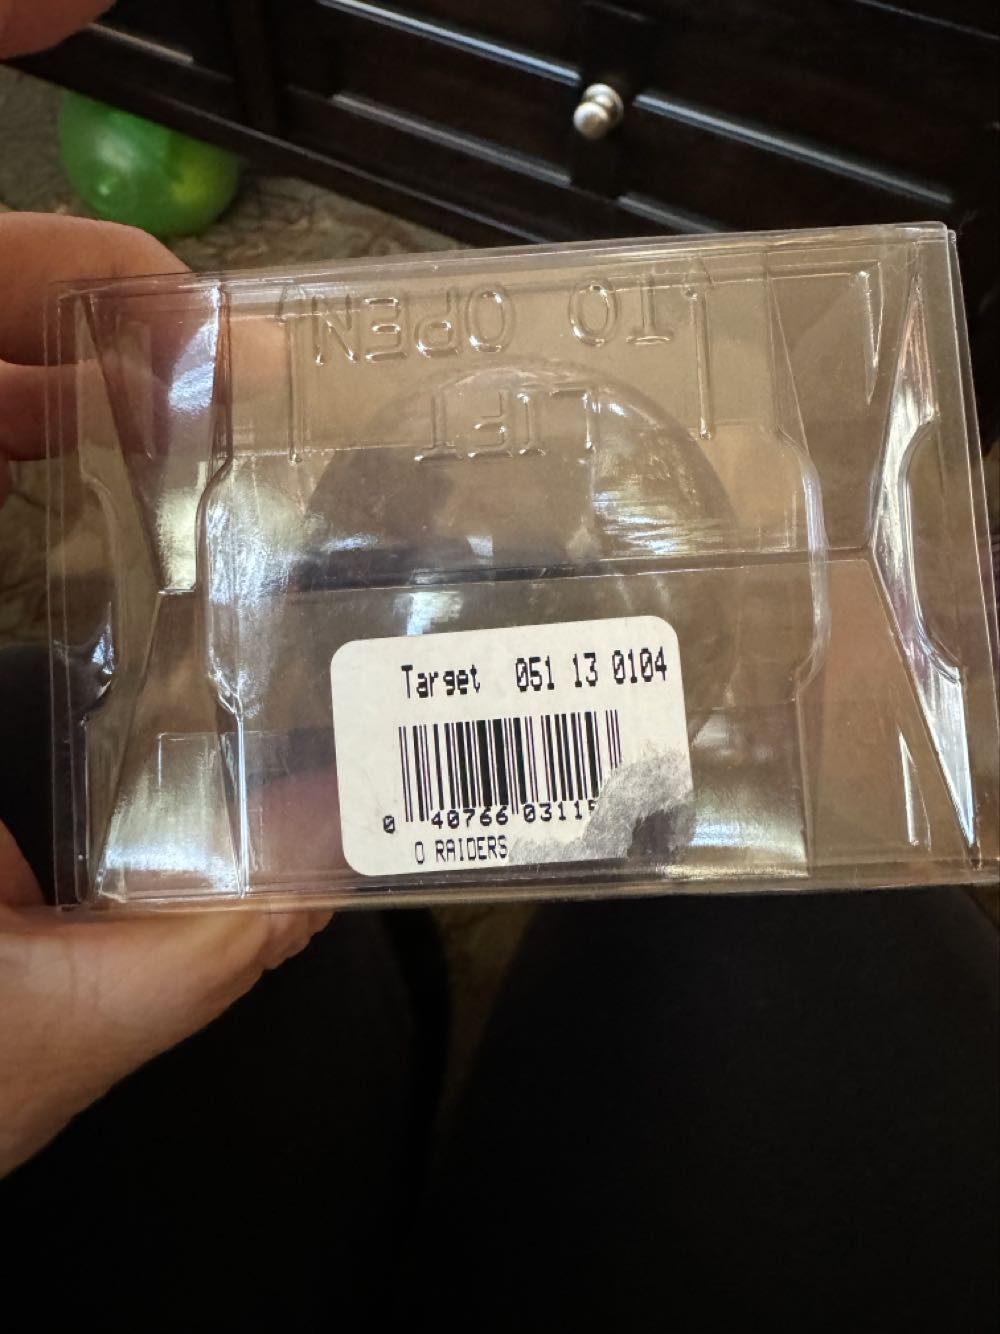 LIFT
TO OPEN
Target 051 13 0104
0 40766 0311
O RAIDERS